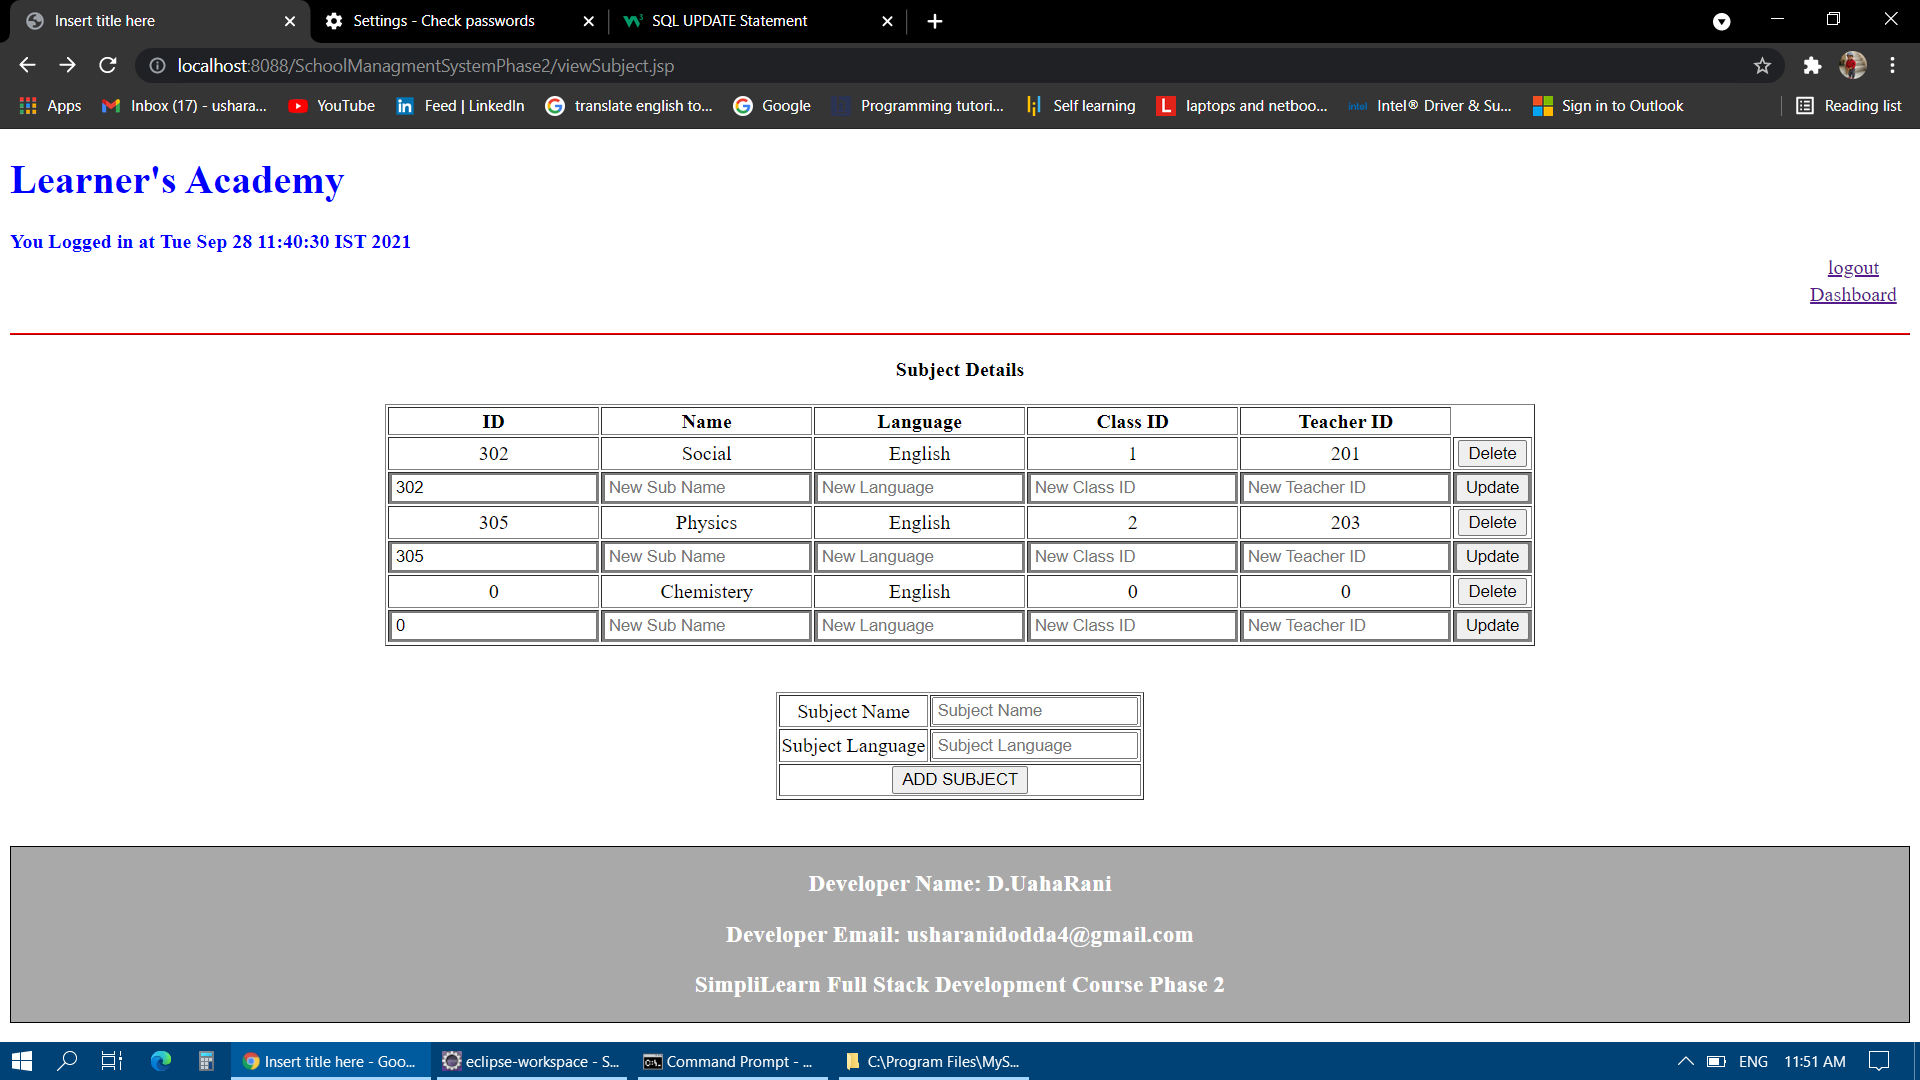 Insert title here
Settings - Check passwords
SQL UPDATE Statement
localhost:8088/SchoolManagmentSystemPhase2/viewSubject.jsp
Apps
Inbox (17) - ushara...
YouTube
Feed | LinkedIn
translate english to...
Google
Programming tutori...
Self learning
laptops and netboo...
Intel® Driver & Su...
Sign in to Outlook
Reading list
Learner's Academy
You Logged in at Tue Sep 28 11:40:30 IST 2021
logout
Dashboard
Subject Details
ID Name Language Class ID Teacher ID
302 Social English 1 201 Delete
302 New Sub Name New Language New Class ID New Teacher ID Update
305 Physics English 2 203 Delete
305 New Sub Name New Language New Class ID New Teacher ID Update
0 Chemistery English 0 0 Delete
0 New Sub Name New Language New Class ID New Teacher ID Update
Subject Name Subject Name
Subject Language Subject Language
ADD SUBJECT
Developer Name: D.UahaRani
Developer Email: usharanidodda4@gmail.com
SimpliLearn Full Stack Development Course Phase 2
Insert title here - Goo...
eclipse-workspace - S...
Command Prompt - ...
C:\Program Files\MyS...
ENG
11:51 AM